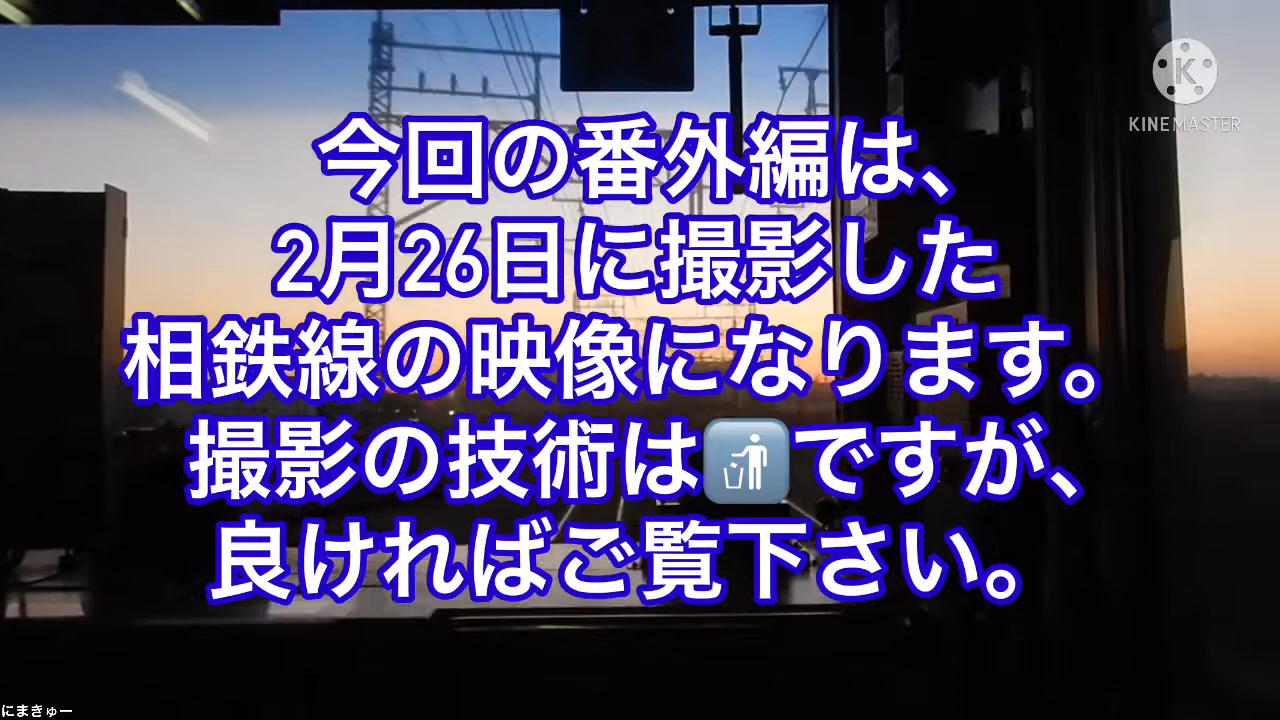 今回の番外編は、
2月26日に撮影した
相鉄線の映像になります。
撮影の技術は🚮ですが、
良ければご覧下さい。
K
KINEMASTER
にまきゅー